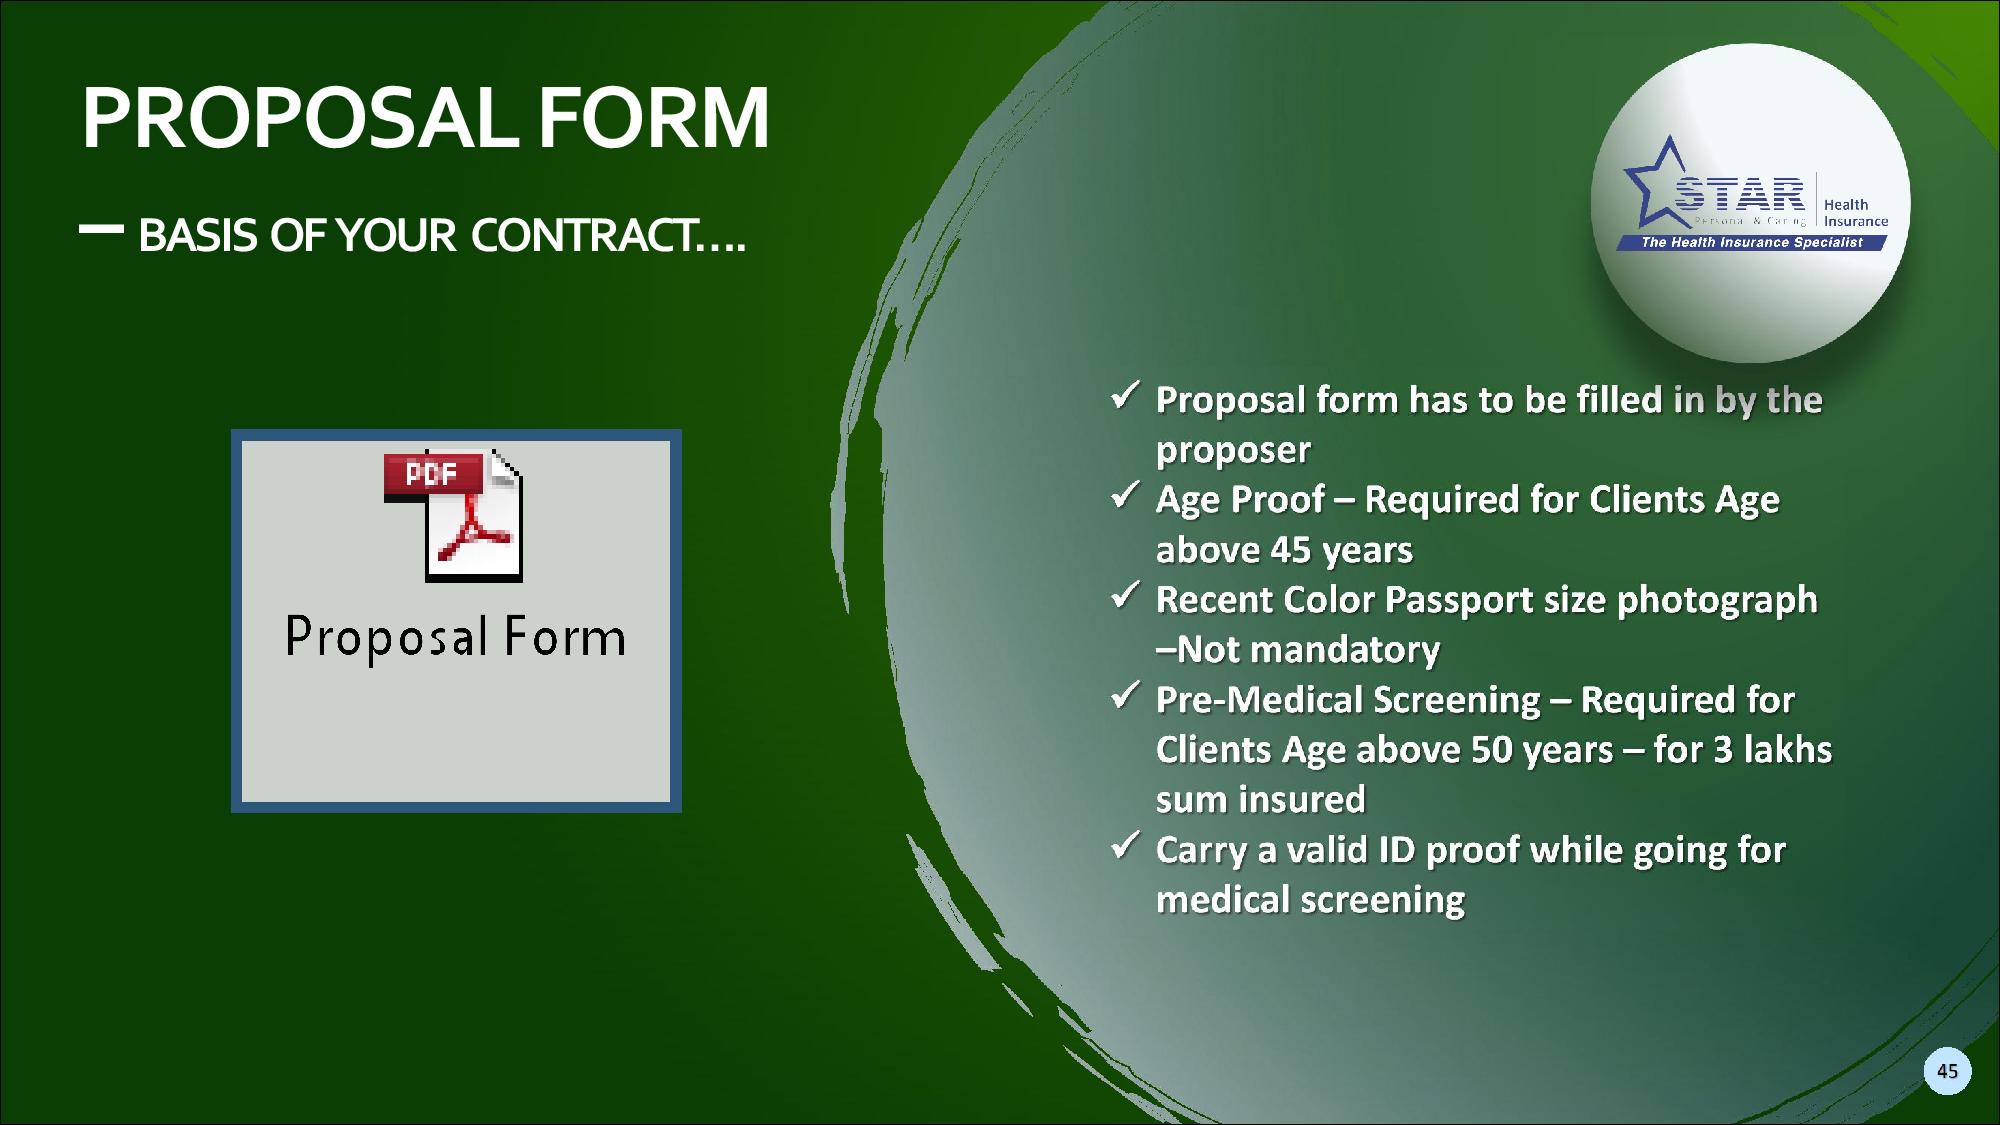 PROPOSAL FORM
– BASIS OF YOUR CONTRACT....
STAR
Personal & Caring
Health
Insurance
The Health Insurance Specialist
PDF
Proposal Form
✓ Proposal form has to be filled in by the
proposer
✓ Age Proof – Required for Clients Age
above 45 years
✓ Recent Color Passport size photograph
–Not mandatory
✓ Pre-Medical Screening – Required for
Clients Age above 50 years – for 3 lakhs
sum insured
✓ Carry a valid ID proof while going for
medical screening
45